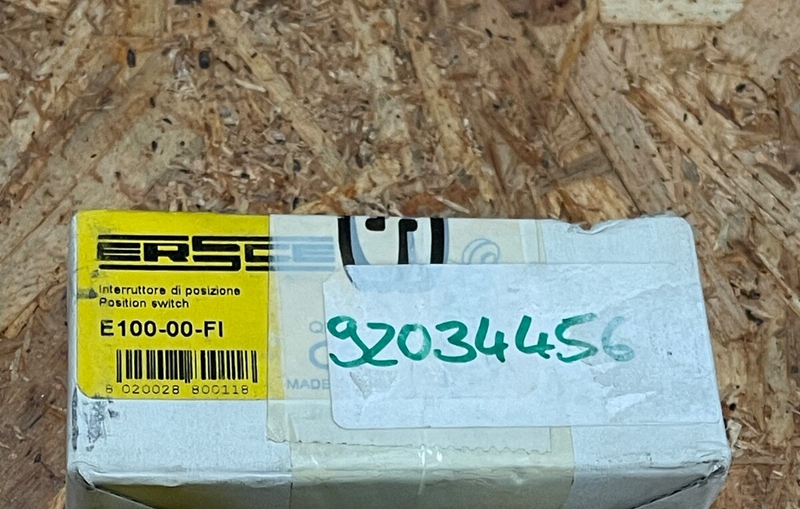 ERSCE
Interruttore di posizione
Position switch
E100-00-FI
8 020028 800118
MADE
92034456